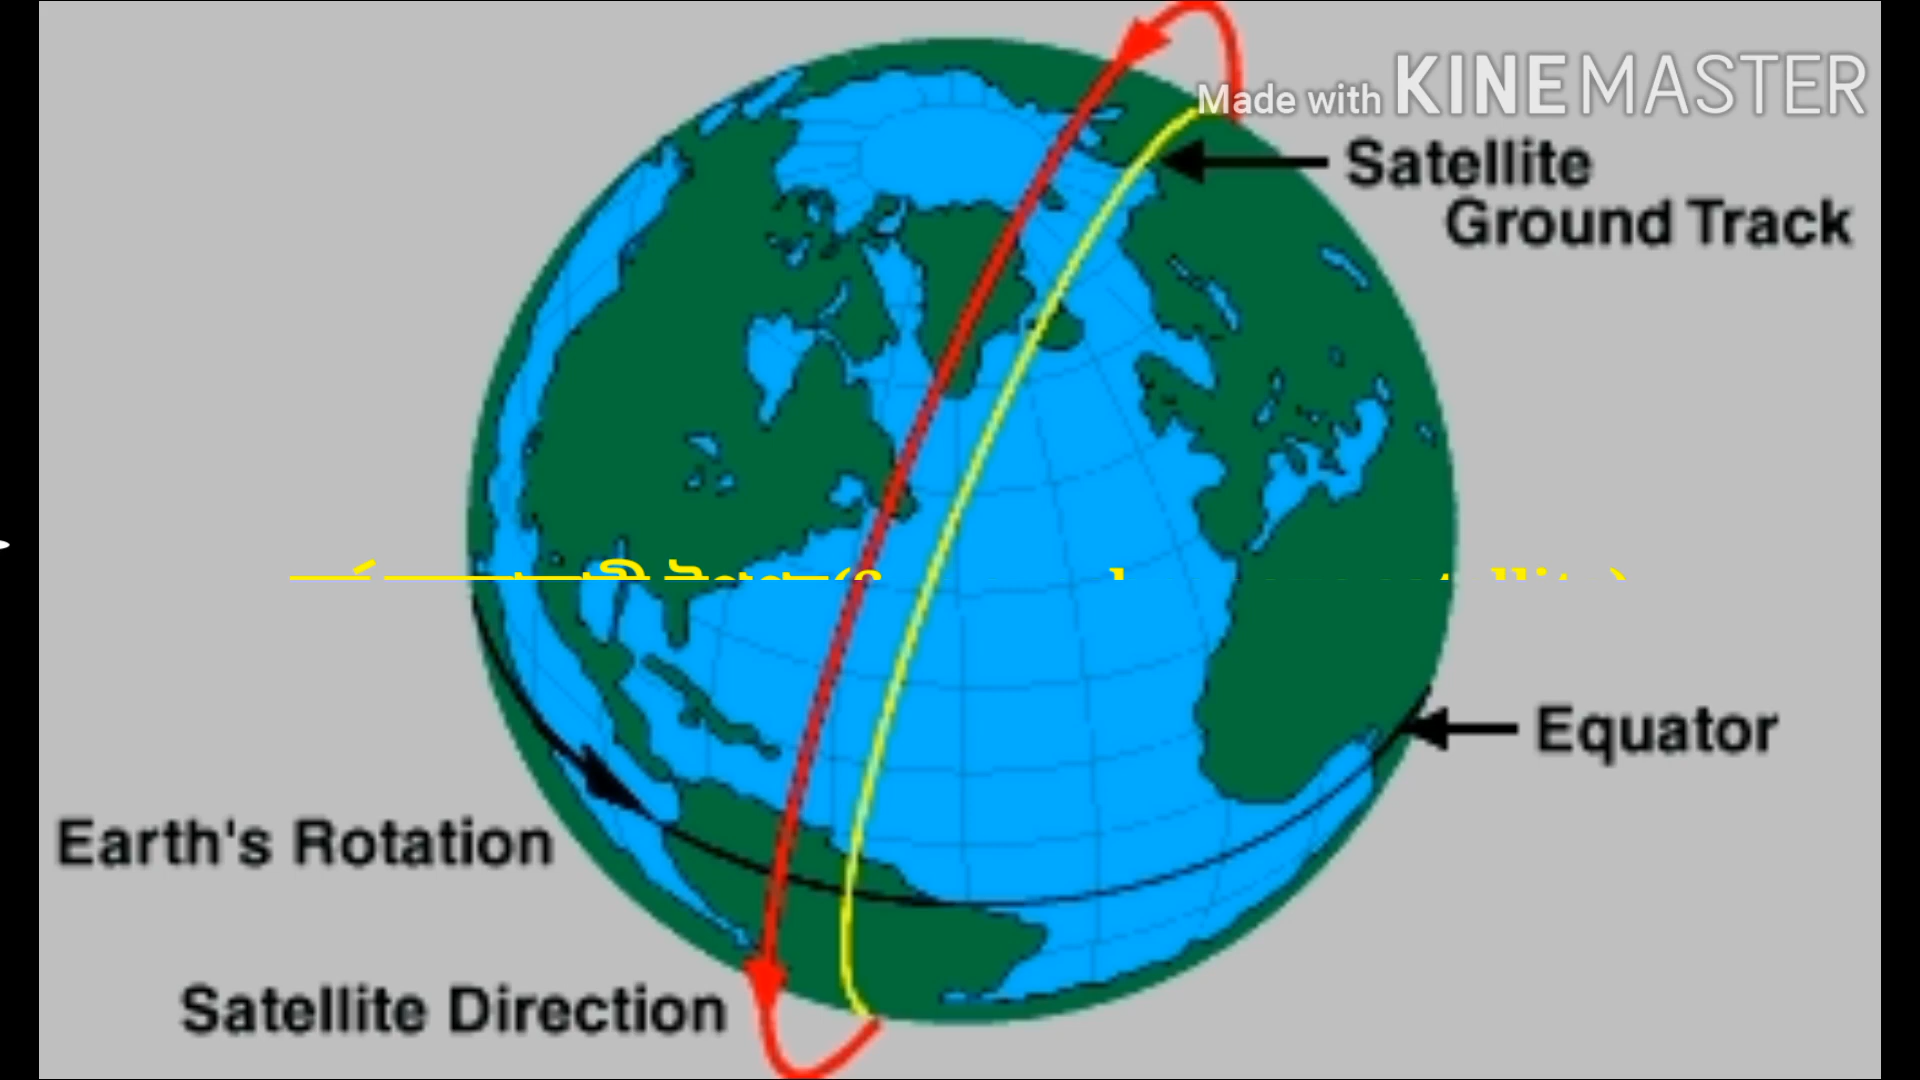 Made with KINEMASTER
Satellite
Ground Track
Equator
Earth's Rotation
Satellite Direction